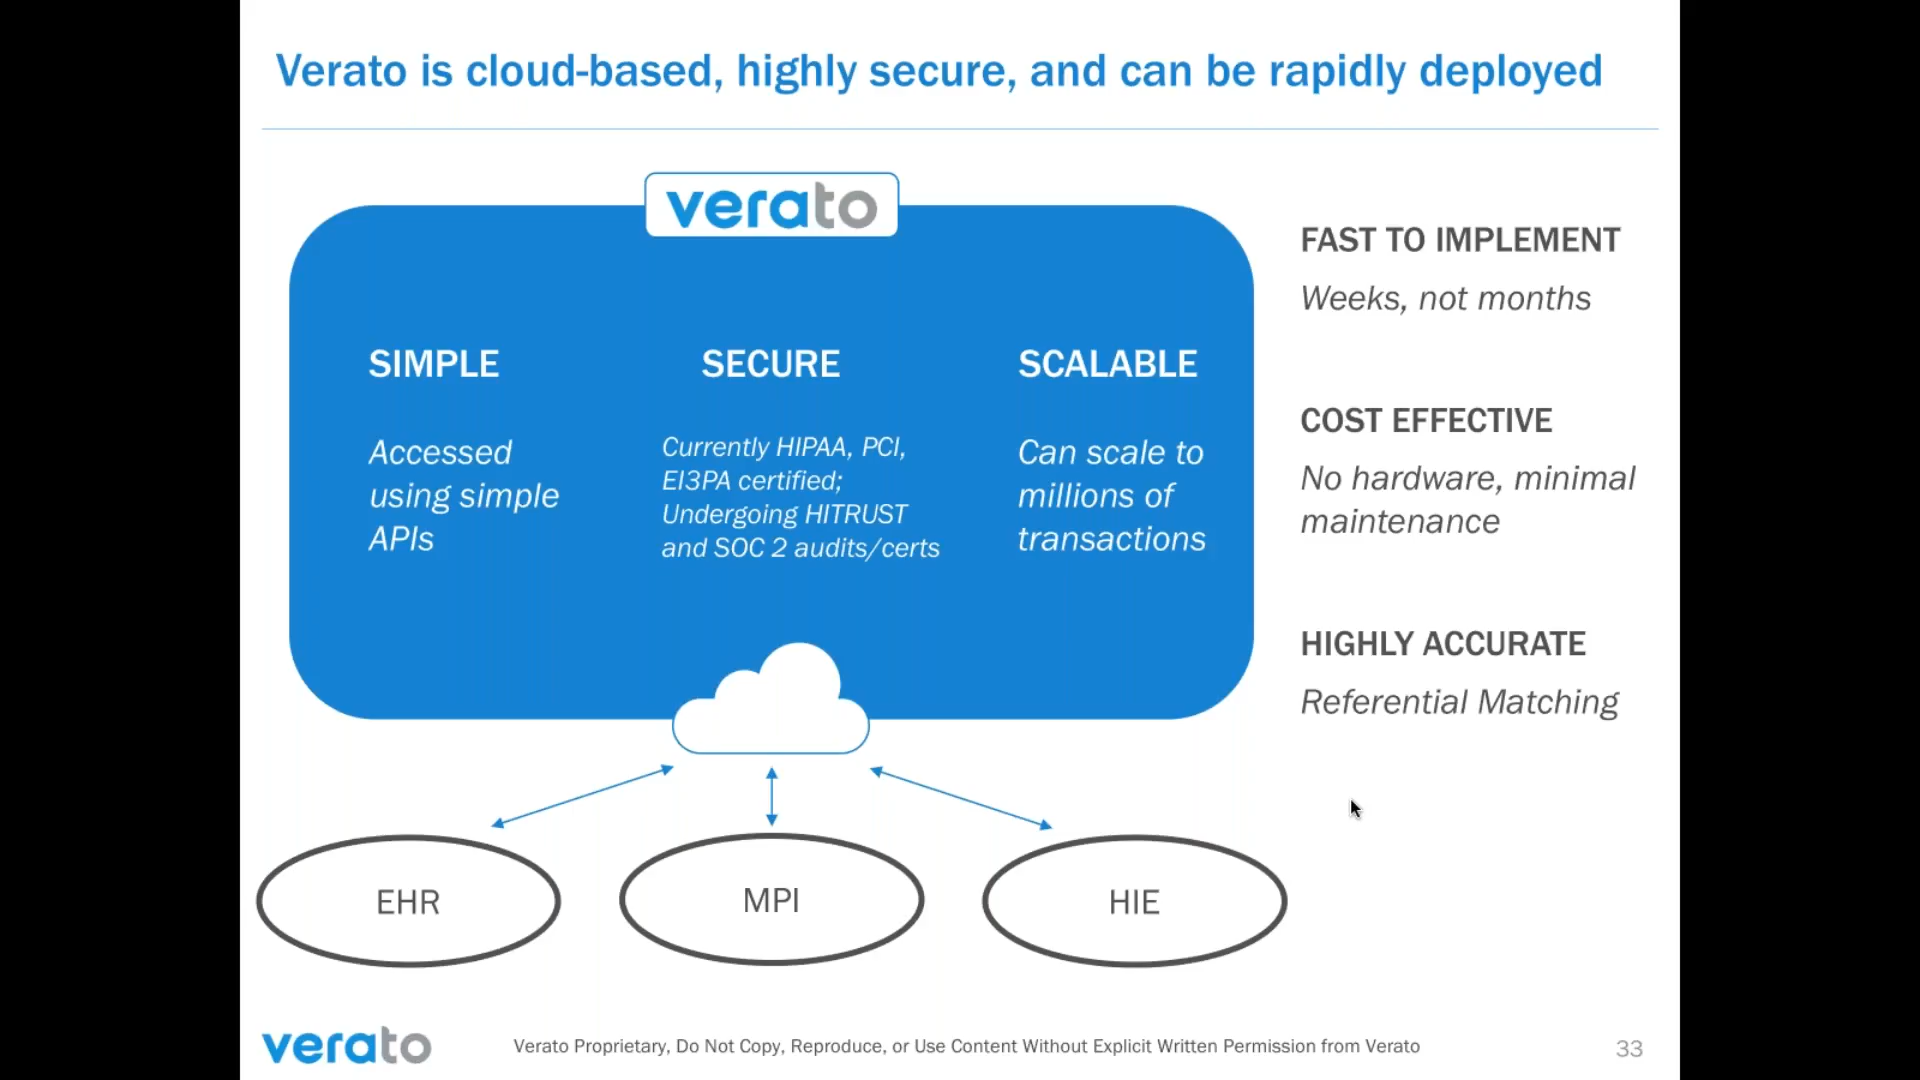 Verato is cloud-based, highly secure, and can be rapidly deployed
verato
SIMPLE
Accessed
using simple
APIs
SECURE
Currently HIPAA, PCI,
EI3PA certified;
Undergoing HITRUST
and SOC 2 audits/certs
SCALABLE
Can scale to
millions of
transactions
FAST TO IMPLEMENT
Weeks, not months
COST EFFECTIVE
No hardware, minimal
maintenance
HIGHLY ACCURATE
Referential Matching
EHR
MPI
HIE
verato
Verato Proprietary, Do Not Copy, Reproduce, or Use Content Without Explicit Written Permission from Verato
33